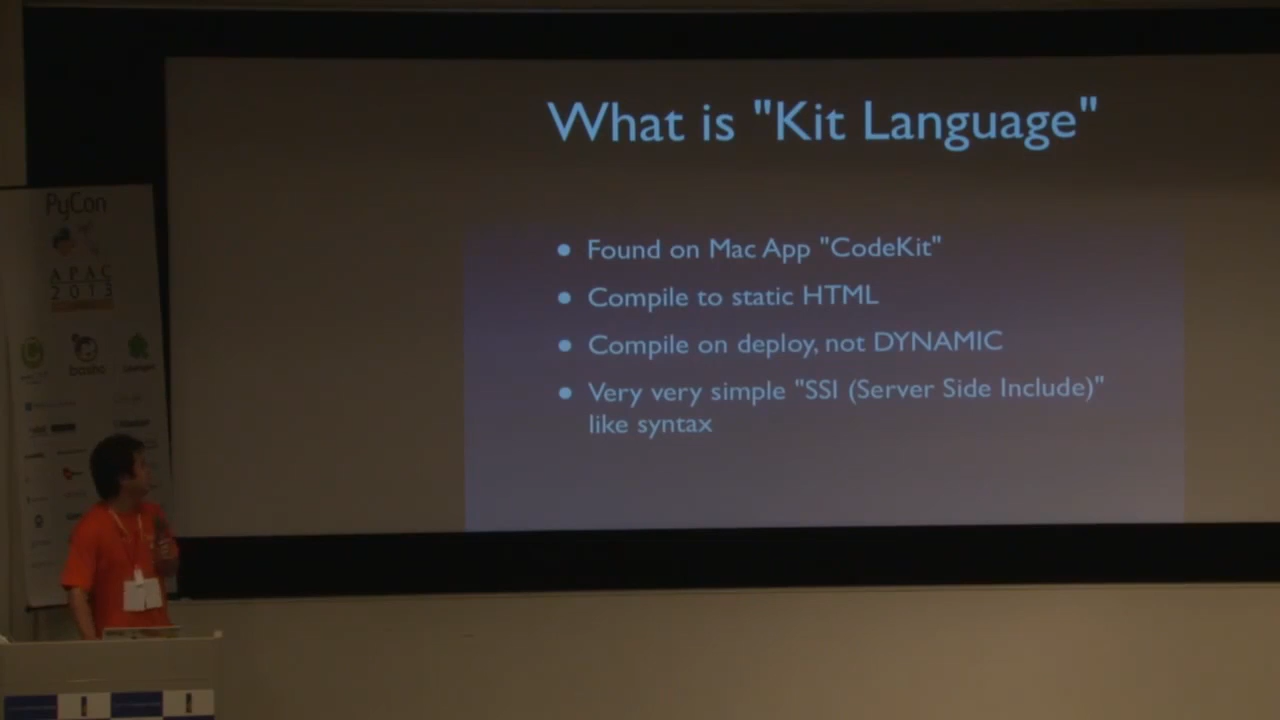 What is "Kit Language"
● Found on Mac App "CodeKit"
● Compile to static HTML
● Compile on deploy, not DYNAMIC
● Very very simple "SSI (Server Side Include)"
like syntax
PyCon
APAC
2013
basho